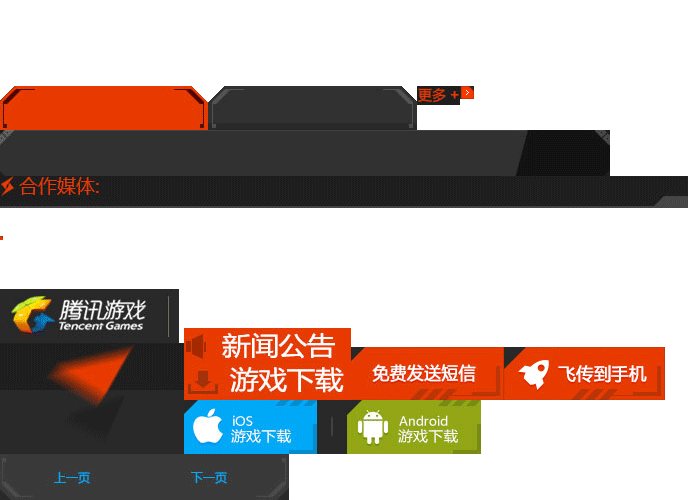 更多 +
合作媒体:
腾讯游戏
Tencent Games
新闻公告
游戏下载
免费发送短信
飞传到手机
iOS
游戏下载
Android
游戏下载
上一页
下一页